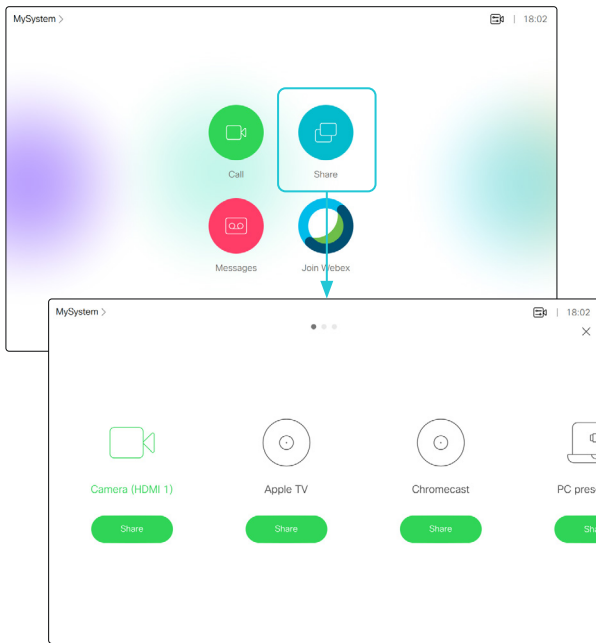 MySystem >
18:02
Call
Share
Messages
Join Webex
MySystem >
18:02
Camera (HDMI 1)
Apple TV
Chromecast
PC pres
Share
Share
Share
Sha